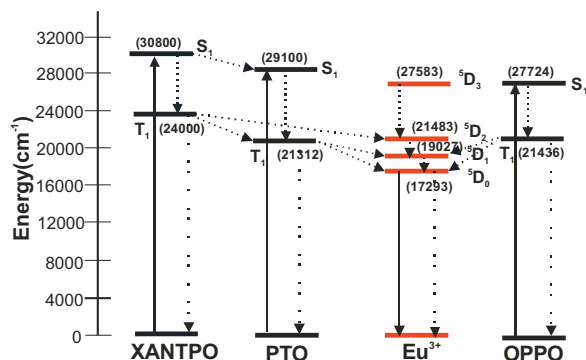 Energy(cm⁻¹)
32000
28000
24000
20000
16000
12000
8000
4000
0
(30800) S₁
T₁ (24000)
XANTPO
(29100) S₁
T₁ (21312)
PTO
(27583) ⁵D₃
(21483) ⁵D₂
(19027) ⁵D₁
⁵D₀
(17293)
Eu³⁺
(27724) S₁
T₁ (21436)
OPPO